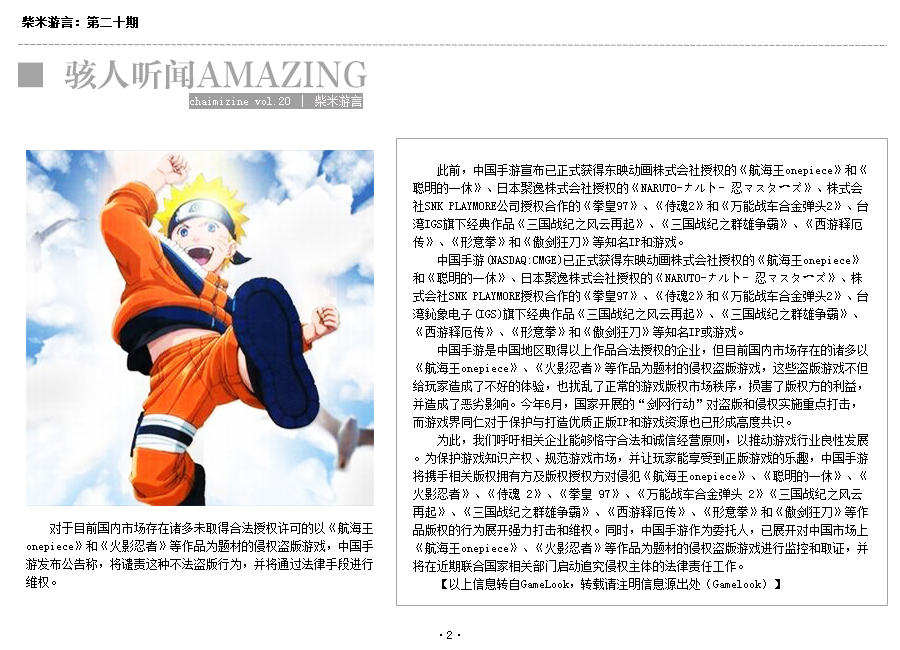 柴米游言：第二十期
骇人听闻AMAZING
chaimizine vol.20 | 柴米游言
对于目前国内市场存在诸多未取得合法授权许可的以《航海王
onepiece》和《火影忍者》等作品为题材的侵权盗版游戏，中国手
游发布公告称，将谴责这种不法盗版行为，并将通过法律手段进行
维权。
此前，中国手游宣布已正式获得东映动画株式会社授权的《航海王onepiece》和《
聪明的一休》、日本聚逸株式会社授权的《NARUTO-ナルト- 忍マスターズ》、株式会
社SNK PLAYMORE公司授权合作的《拳皇97》、《侍魂2》和《万能战车合金弹头2》、台
湾IGS旗下经典作品《三国战纪之风云再起》、《三国战纪之群雄争霸》、《西游释厄
传》、《形意拳》和《傲剑狂刀》等知名IP和游戏。
中国手游(NASDAQ:CMGE)已正式获得东映动画株式会社授权的《航海王onepiece》
和《聪明的一休》、日本聚逸株式会社授权的《NARUTO-ナルト- 忍マスターズ》、株
式会社SNK PLAYMORE授权合作的《拳皇97》、《侍魂2》和《万能战车合金弹头2》、台
湾鈊象电子(IGS)旗下经典作品《三国战纪之风云再起》、《三国战纪之群雄争霸》、
《西游释厄传》、《形意拳》和《傲剑狂刀》等知名IP或游戏。
中国手游是中国地区取得以上作品合法授权的企业，但目前国内市场存在的诸多以
《航海王onepiece》、《火影忍者》等作品为题材的侵权盗版游戏，这些盗版游戏不但
给玩家造成了不好的体验，也扰乱了正常的游戏版权市场秩序，损害了版权方的利益，
并造成了恶劣影响。今年6月，国家开展的“剑网行动”对盗版和侵权实施重点打击，
而游戏界同仁对于保护与打造优质正版IP和游戏资源也已形成高度共识。
为此，我们呼吁相关企业能够恪守合法和诚信经营原则，以推动游戏行业良性发展
。为保护游戏知识产权、规范游戏市场，并让玩家能享受到正版游戏的乐趣，中国手游
将携手相关版权拥有方及版权授权方对侵犯《航海王onepiece》、《聪明的一休》、《
火影忍者》、《侍魂 2》、《拳皇 97》、《万能战车合金弹头 2》《三国战纪之风云
再起》、《三国战纪之群雄争霸》、《西游释厄传》、《形意拳》和《傲剑狂刀》等作
品版权的行为展开强力打击和维权。同时，中国手游作为委托人，已展开对中国市场上
《航海王onepiece》、《火影忍者》等作品为题材的侵权盗版游戏进行监控和取证，并
将在近期联合国家相关部门启动追究侵权主体的法律责任工作。
【以上信息转自GameLook，转载请注明信息源出处（Gamelook）】
·2·